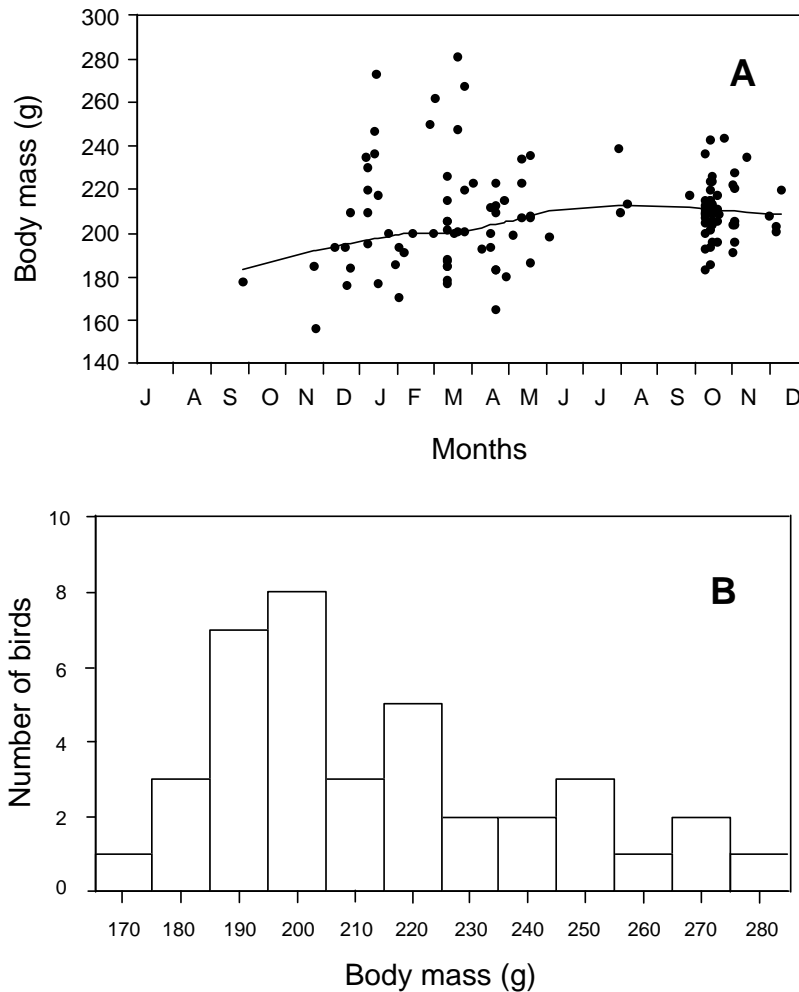 300
280
260
240
220
200
180
160
140
Body mass (g)
A
J A S O N D J F M A M J J A S O N D
Months
10
8
6
4
2
0
Number of birds
B
170 180 190 200 210 220 230 240 250 260 270 280
Body mass (g)